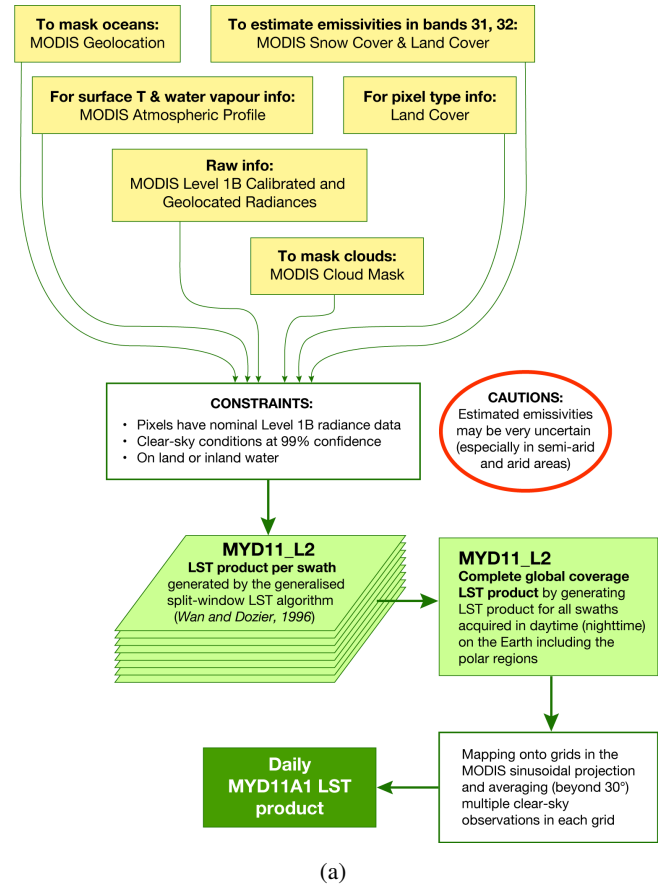 To mask oceans:
MODIS Geolocation
To estimate emissivities in bands 31, 32:
MODIS Snow Cover & Land Cover
For surface T & water vapour info:
MODIS Atmospheric Profile
For pixel type info:
Land Cover
Raw info:
MODIS Level 1B Calibrated and
Geolocated Radiances
To mask clouds:
MODIS Cloud Mask
CONSTRAINTS:
• Pixels have nominal Level 1B radiance data
• Clear-sky conditions at 99% confidence
• On land or inland water
CAUTIONS:
Estimated emissivities
may be very uncertain
(especially in semi-arid
and arid areas)
MYD11_L2
LST product per swath
generated by the generalised
split-window LST algorithm
(Wan and Dozier, 1996)
MYD11_L2
Complete global coverage
LST product by generating
LST product for all swaths
acquired in daytime (nighttime)
on the Earth including the
polar regions
Mapping onto grids in the
MODIS sinusoidal projection
and averaging (beyond 30°)
multiple clear-sky
observations in each grid
Daily
MYD11A1 LST
product
(a)